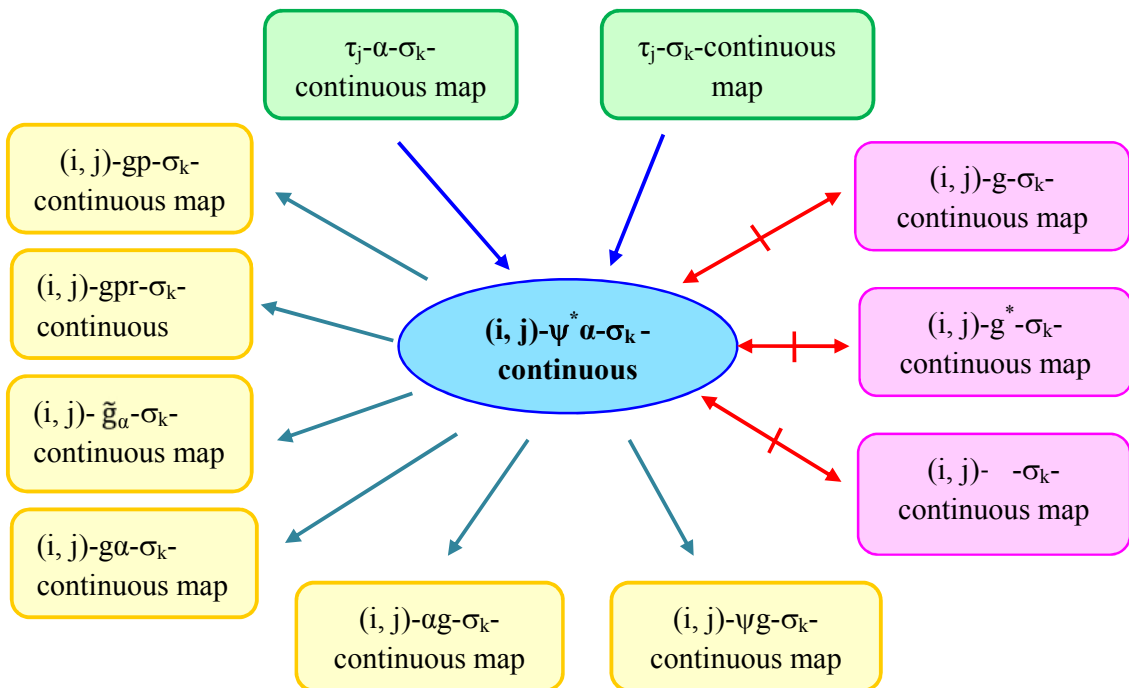 τj-α-σk-
continuous map
τj-σk-continuous
map
(i, j)-gp-σk-
continuous map
(i, j)-g-σk-
continuous map
(i, j)-gpr-σk-
continuous
(i, j)-ψ*α-σk-
continuous
(i, j)-g*-σk-
continuous map
(i, j)- g̃α-σk-
continuous map
(i, j)-  -σk-
continuous map
(i, j)-gα-σk-
continuous map
(i, j)-αg-σk-
continuous map
(i, j)-ψg-σk-
continuous map